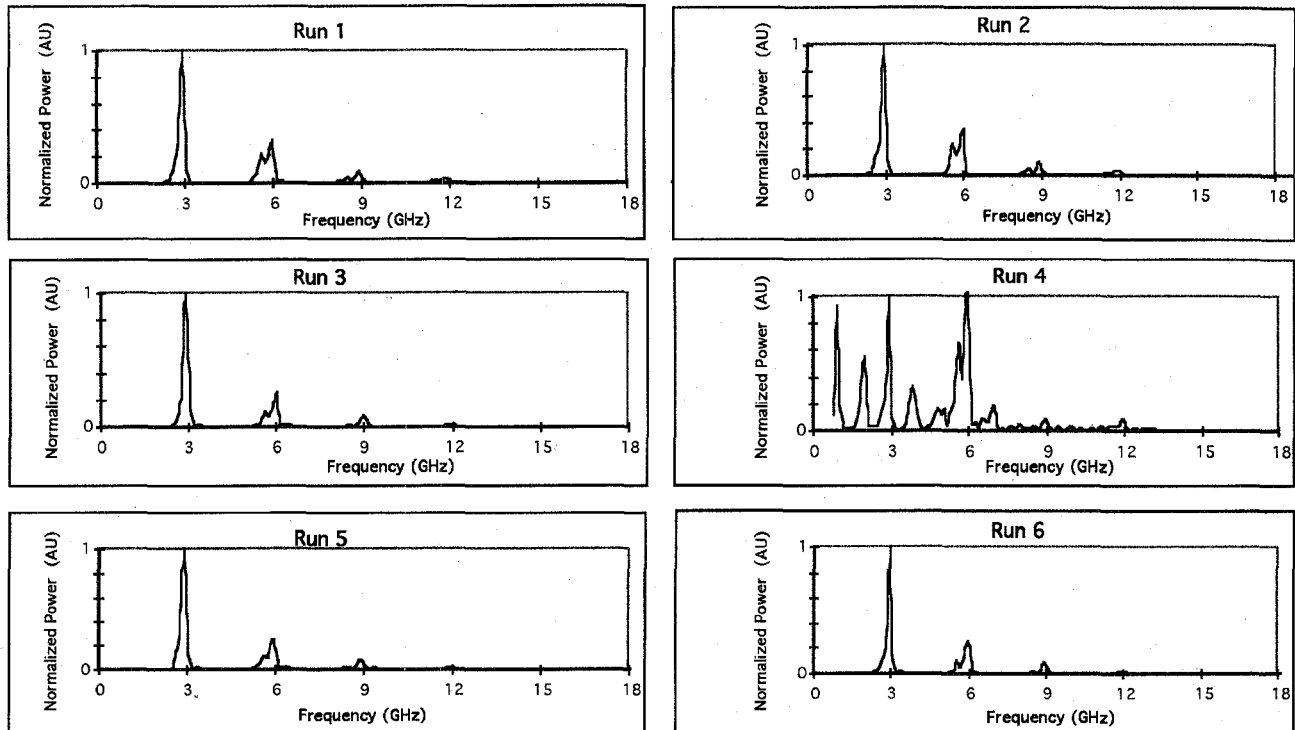 Run 1
Normalized Power (AU)
1
0
0 3 6 9 12 15 18
Frequency (GHz)
Run 2
Normalized Power (AU)
1
0
0 3 6 9 12 15 18
Frequency (GHz)
Run 3
Normalized Power (AU)
1
0
0 3 6 9 12 15 18
Frequency (GHz)
Run 4
Normalized Power (AU)
1
0
0 3 6 9 12 15 18
Frequency (GHz)
Run 5
Normalized Power (AU)
1
0
0 3 6 9 12 15 18
Frequency (GHz)
Run 6
Normalized Power (AU)
1
0
0 3 6 9 12 15 18
Frequency (GHz)